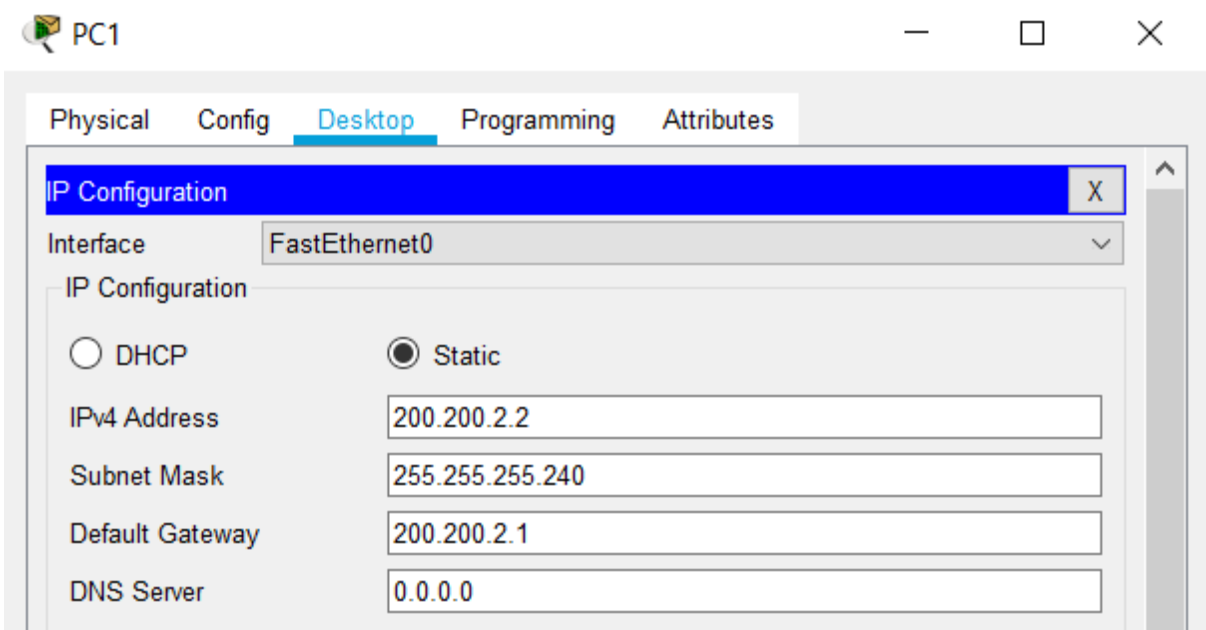 PC1
Physical Config Desktop Programming Attributes
IP Configuration X
Interface FastEthernet0
IP Configuration
DHCP Static
IPv4 Address 200.200.2.2
Subnet Mask 255.255.255.240
Default Gateway 200.200.2.1
DNS Server 0.0.0.0